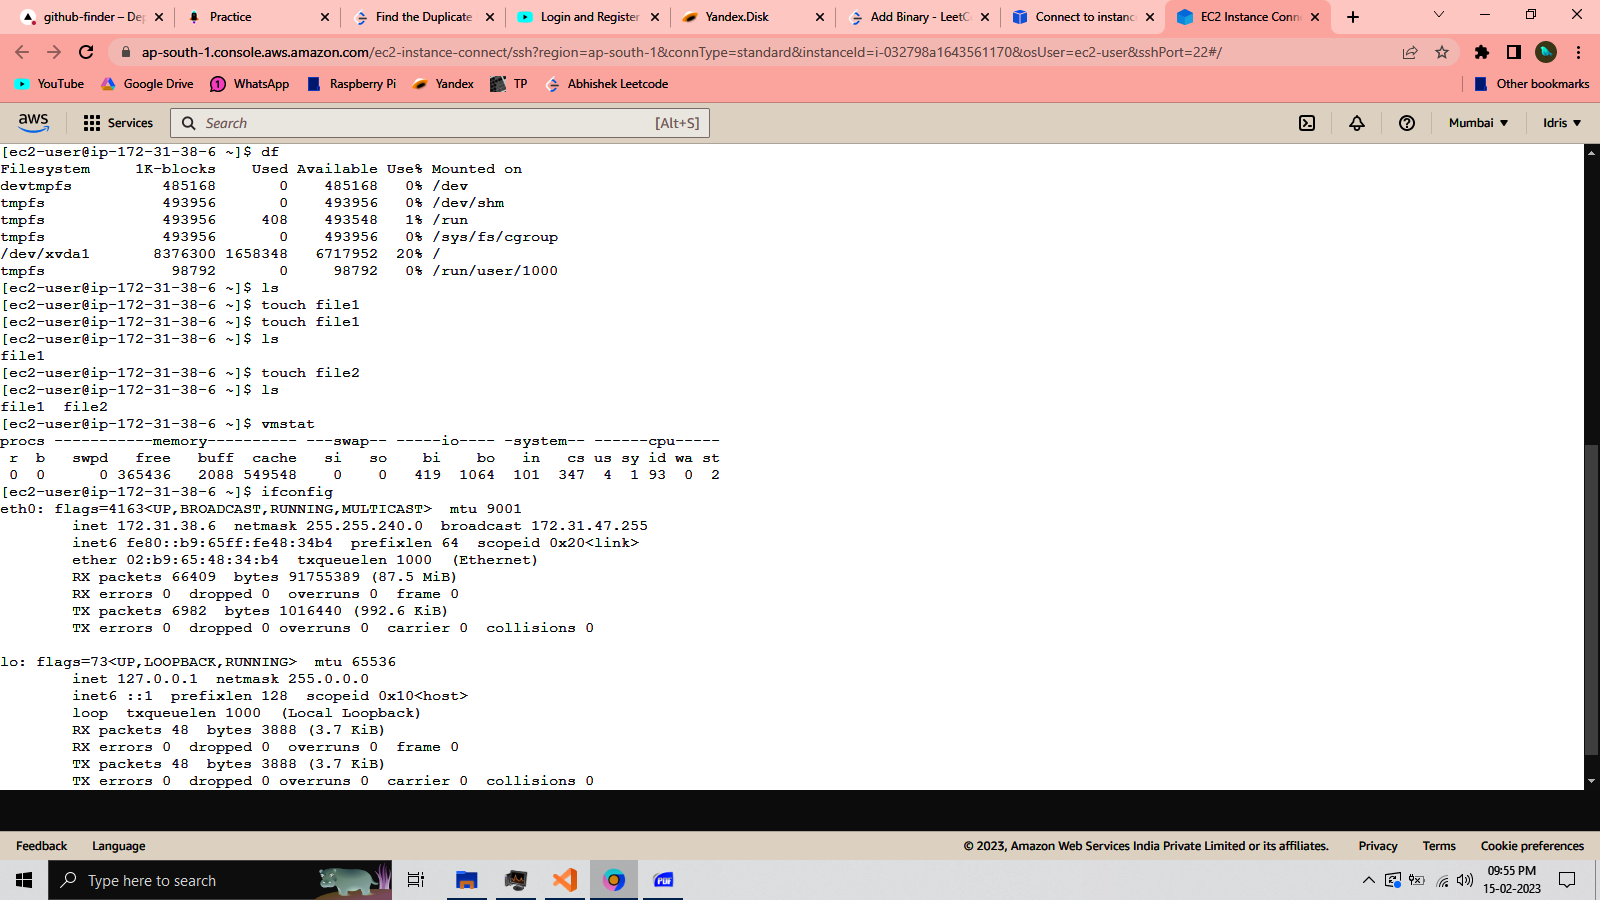 github-finder – Dep
Practice
Find the Duplicate
Login and Register
Yandex.Disk
Add Binary - LeetC
Connect to instanc
EC2 Instance Conn
ap-south-1.console.aws.amazon.com/ec2-instance-connect/ssh?region=ap-south-1&connType=standard&instanceId=i-032798a1643561170&osUser=ec2-user&sshPort=22#/
YouTube
Google Drive
1
WhatsApp
Raspberry Pi
Yandex
TP
Abhishek Leetcode
Other bookmarks
aws
Services
Search
[Alt+S]
Mumbai ▼
Idris ▼
[ec2-user@ip-172-31-38-6 ~]$ df
Filesystem     1K-blocks    Used Available Use% Mounted on
devtmpfs          485168       0    485168   0% /dev
tmpfs             493956       0    493956   0% /dev/shm
tmpfs             493956     408    493548   1% /run
tmpfs             493956       0    493956   0% /sys/fs/cgroup
/dev/xvda1       8376300 1658348   6717952  20% /
tmpfs              98792       0     98792   0% /run/user/1000
[ec2-user@ip-172-31-38-6 ~]$ ls
[ec2-user@ip-172-31-38-6 ~]$ touch file1
[ec2-user@ip-172-31-38-6 ~]$ touch file1
[ec2-user@ip-172-31-38-6 ~]$ ls
file1
[ec2-user@ip-172-31-38-6 ~]$ touch file2
[ec2-user@ip-172-31-38-6 ~]$ ls
file1  file2
[ec2-user@ip-172-31-38-6 ~]$ vmstat
procs -----------memory---------- ---swap-- -----io---- -system-- ------cpu-----
 r  b   swpd   free   buff  cache   si   so    bi    bo   in   cs us sy id wa st
 0  0      0 365436   2088 549548    0    0   419  1064  101  347  4  1 93  0  2
[ec2-user@ip-172-31-38-6 ~]$ ifconfig
eth0: flags=4163<UP,BROADCAST,RUNNING,MULTICAST>  mtu 9001
        inet 172.31.38.6  netmask 255.255.240.0  broadcast 172.31.47.255
        inet6 fe80::b9:65ff:fe48:34b4  prefixlen 64  scopeid 0x20<link>
        ether 02:b9:65:48:34:b4  txqueuelen 1000  (Ethernet)
        RX packets 66409  bytes 91755389 (87.5 MiB)
        RX errors 0  dropped 0  overruns 0  frame 0
        TX packets 6982  bytes 1016440 (992.6 KiB)
        TX errors 0  dropped 0 overruns 0  carrier 0  collisions 0
lo: flags=73<UP,LOOPBACK,RUNNING>  mtu 65536
        inet 127.0.0.1  netmask 255.0.0.0
        inet6 ::1  prefixlen 128  scopeid 0x10<host>
        loop  txqueuelen 1000  (Local Loopback)
        RX packets 48  bytes 3888 (3.7 KiB)
        RX errors 0  dropped 0  overruns 0  frame 0
        TX packets 48  bytes 3888 (3.7 KiB)
        TX errors 0  dropped 0 overruns 0  carrier 0  collisions 0
Feedback
Language
© 2023, Amazon Web Services India Private Limited or its affiliates.
Privacy
Terms
Cookie preferences
Type here to search
PDF
09:55 PM
15-02-2023